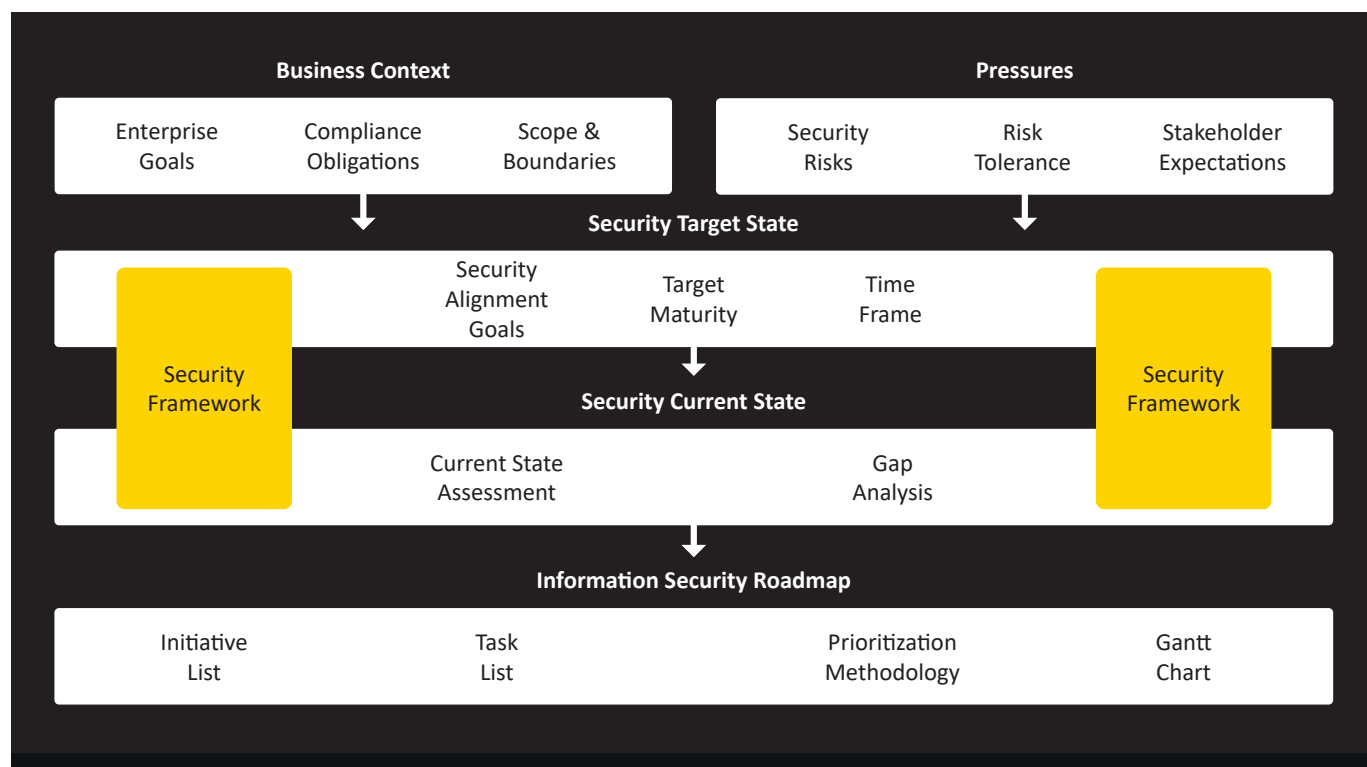 Business Context
Pressures
Enterprise
Goals
Compliance
Obligations
Scope &
Boundaries
Security
Risks
Risk
Tolerance
Stakeholder
Expectations
Security Target State
Security
Framework
Security
Alignment
Goals
Target
Maturity
Time
Frame
Security
Framework
Security Current State
Current State
Assessment
Gap
Analysis
Information Security Roadmap
Initiative
List
Task
List
Prioritization
Methodology
Gantt
Chart